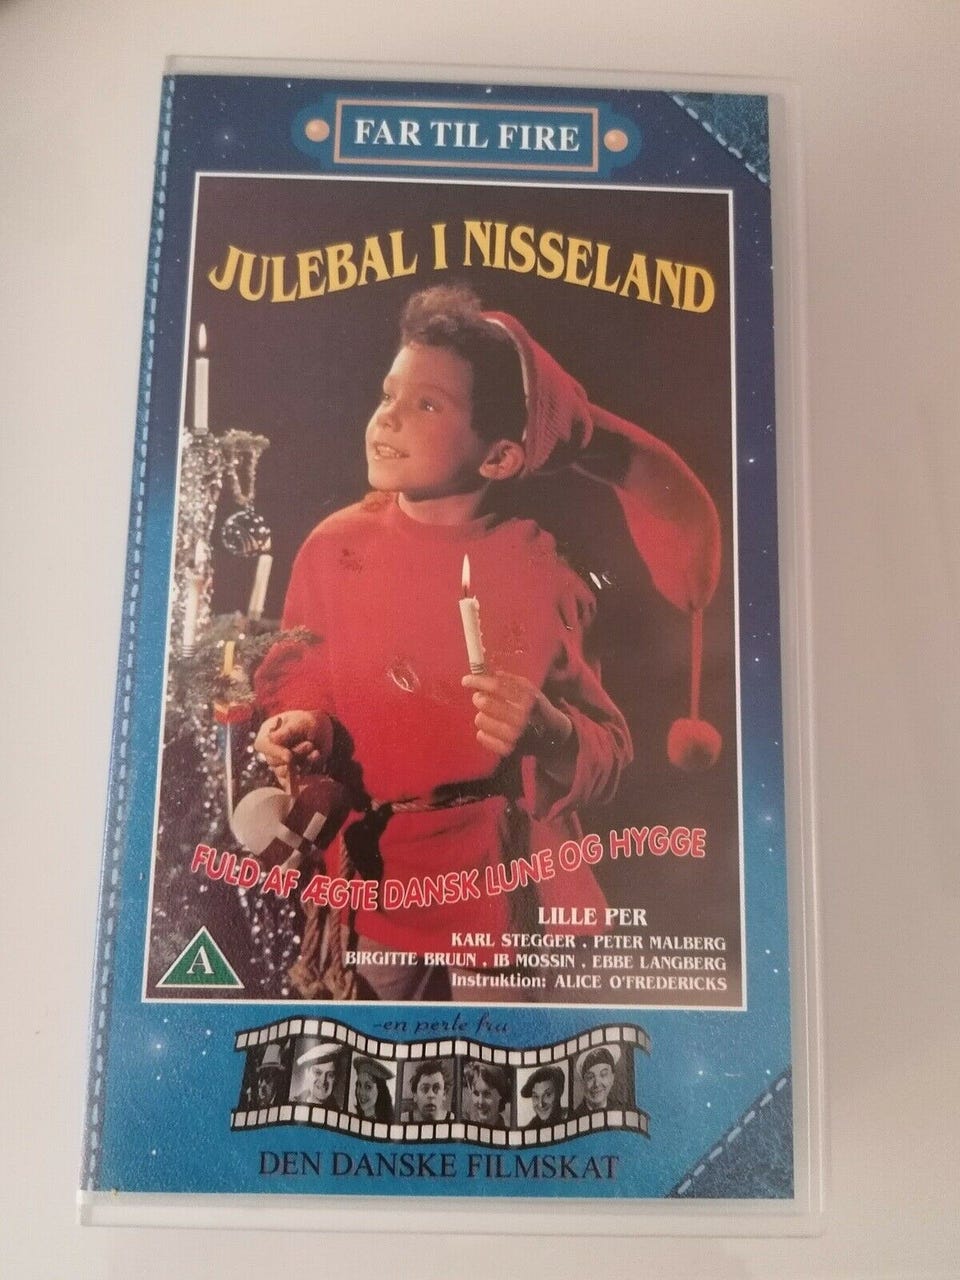 FAR TIL FIRE
JULEBAL I NISSELAND
FULD AF ÆGTE DANSK LUNE OG HYGGE
LILLE PER
KARL STEGGER . PETER MALBERG
BIRGITTE BRUUN . IB MOSSIN . EBBE LANGBERG
Instruktion: ALICE O'FREDERICKS
A
-en perle fra
DEN DANSKE FILMSKAT